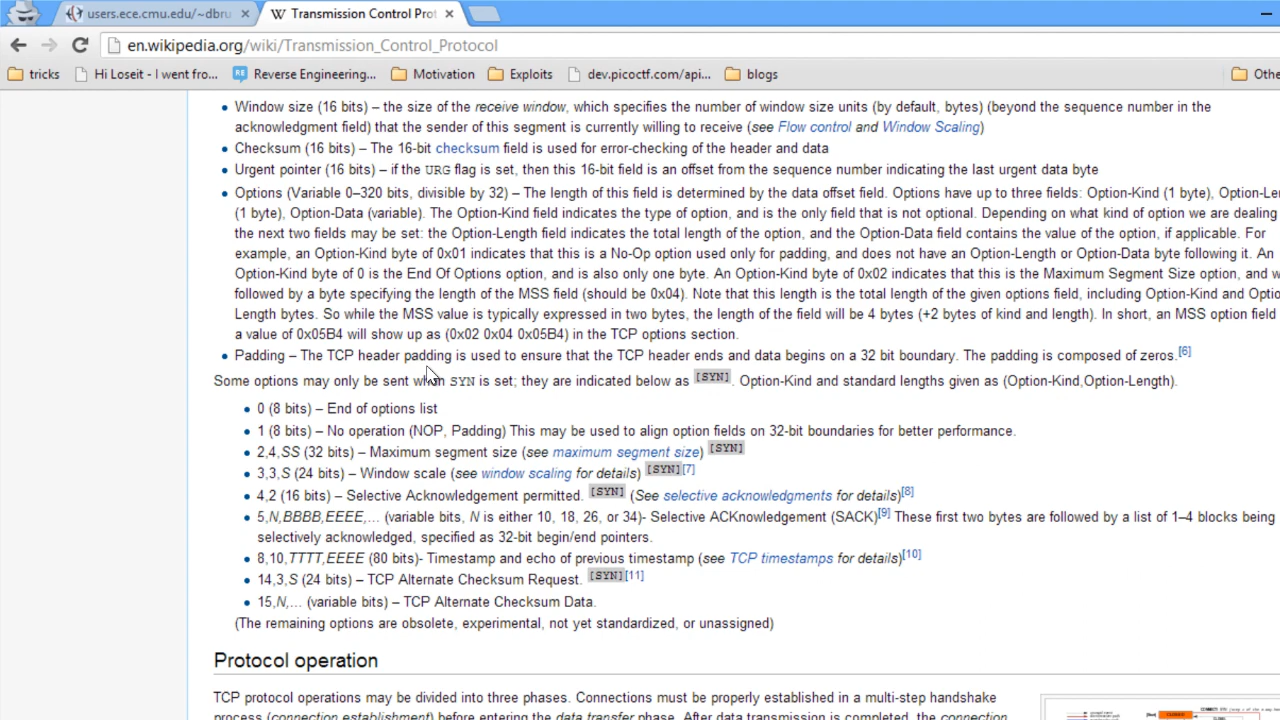 users.ece.cmu.edu/~dbru
Transmission Control Prot
en.wikipedia.org/wiki/Transmission_Control_Protocol
tricks
Hi Loseit - I went fro...
Reverse Engineering...
Motivation
Exploits
dev.picoctf.com/api...
blogs
Othe
Window size (16 bits) – the size of the receive window, which specifies the number of window size units (by default, bytes) (beyond the sequence number in the
acknowledgment field) that the sender of this segment is currently willing to receive (see Flow control and Window Scaling)
Checksum (16 bits) – The 16-bit checksum field is used for error-checking of the header and data
Urgent pointer (16 bits) – if the URG flag is set, then this 16-bit field is an offset from the sequence number indicating the last urgent data byte
Options (Variable 0–320 bits, divisible by 32) – The length of this field is determined by the data offset field. Options have up to three fields: Option-Kind (1 byte), Option-Le
(1 byte), Option-Data (variable). The Option-Kind field indicates the type of option, and is the only field that is not optional. Depending on what kind of option we are dealing
the next two fields may be set: the Option-Length field indicates the total length of the option, and the Option-Data field contains the value of the option, if applicable. For
example, an Option-Kind byte of 0x01 indicates that this is a No-Op option used only for padding, and does not have an Option-Length or Option-Data byte following it. An
Option-Kind byte of 0 is the End Of Options option, and is also only one byte. An Option-Kind byte of 0x02 indicates that this is the Maximum Segment Size option, and w
followed by a byte specifying the length of the MSS field (should be 0x04). Note that this length is the total length of the given options field, including Option-Kind and Optio
Length bytes. So while the MSS value is typically expressed in two bytes, the length of the field will be 4 bytes (+2 bytes of kind and length). In short, an MSS option field
a value of 0x05B4 will show up as (0x02 0x04 0x05B4) in the TCP options section.
Padding – The TCP header padding is used to ensure that the TCP header ends and data begins on a 32 bit boundary. The padding is composed of zeros.[6]
Some options may only be sent when SYN is set; they are indicated below as [SYN]. Option-Kind and standard lengths given as (Option-Kind,Option-Length).
0 (8 bits) – End of options list
1 (8 bits) – No operation (NOP, Padding) This may be used to align option fields on 32-bit boundaries for better performance.
2,4,SS (32 bits) – Maximum segment size (see maximum segment size) [SYN]
3,3,S (24 bits) – Window scale (see window scaling for details) [SYN][7]
4,2 (16 bits) – Selective Acknowledgement permitted. [SYN] (See selective acknowledgments for details)[8]
5,N,BBBB,EEEE,... (variable bits, N is either 10, 18, 26, or 34)- Selective ACKnowledgement (SACK)[9] These first two bytes are followed by a list of 1–4 blocks being
selectively acknowledged, specified as 32-bit begin/end pointers.
8,10,TTTT,EEEE (80 bits)- Timestamp and echo of previous timestamp (see TCP timestamps for details)[10]
14,3,S (24 bits) – TCP Alternate Checksum Request. [SYN][11]
15,N,... (variable bits) – TCP Alternate Checksum Data.
(The remaining options are obsolete, experimental, not yet standardized, or unassigned)
Protocol operation
TCP protocol operations may be divided into three phases. Connections must be properly established in a multi-step handshake
process (connection establishment) before entering the data transfer phase. After data transmission is completed, the connection